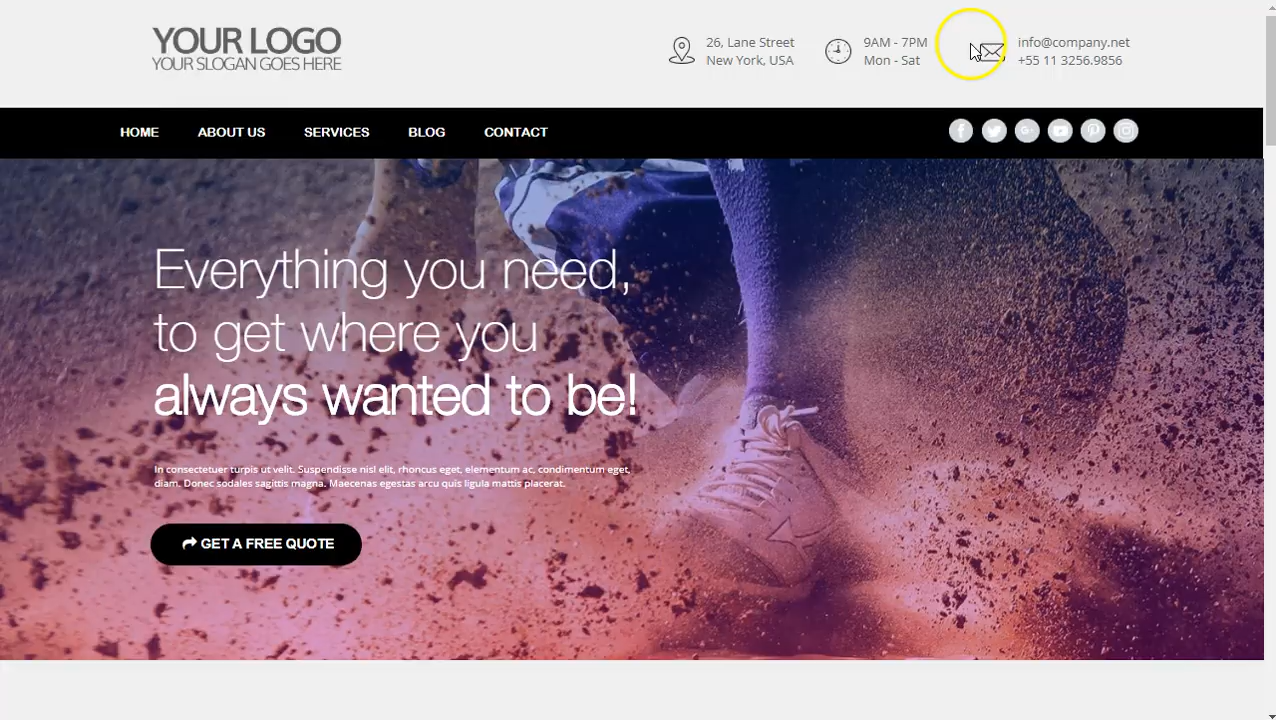 YOUR LOGO
YOUR SLOGAN GOES HERE
26, Lane Street
New York, USA
9AM - 7PM
Mon - Sat
info@company.net
+55 11 3256.9856
HOME ABOUT US SERVICES BLOG CONTACT
Everything you need,
to get where you
always wanted to be!
In consectetuer turpis ut velit. Suspendisse nisl elit, rhoncus eget, elementum ac, condimentum eget,
diam. Donec sodales sagittis magna. Maecenas egestas arcu quis ligula mattis placerat.
GET A FREE QUOTE